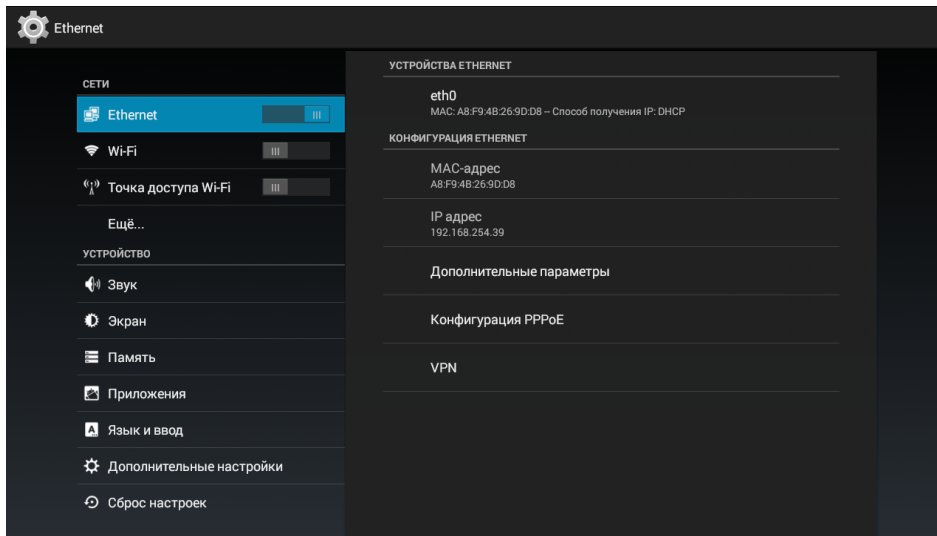 Ethernet
СЕТИ
Ethernet
Wi-Fi
Точка доступа Wi-Fi
Ещё...
УСТРОЙСТВО
Звук
Экран
Память
Приложения
Язык и ввод
Дополнительные настройки
Сброс настроек
УСТРОЙСТВА ETHERNET
eth0
MAC: A8:F9:4B:26:9D:D8 -- Способ получения IP: DHCP
КОНФИГУРАЦИЯ ETHERNET
MAC-адрес
A8:F9:4B:26:9D:D8
IP адрес
192.168.254.39
Дополнительные параметры
Конфигурация PPPoE
VPN